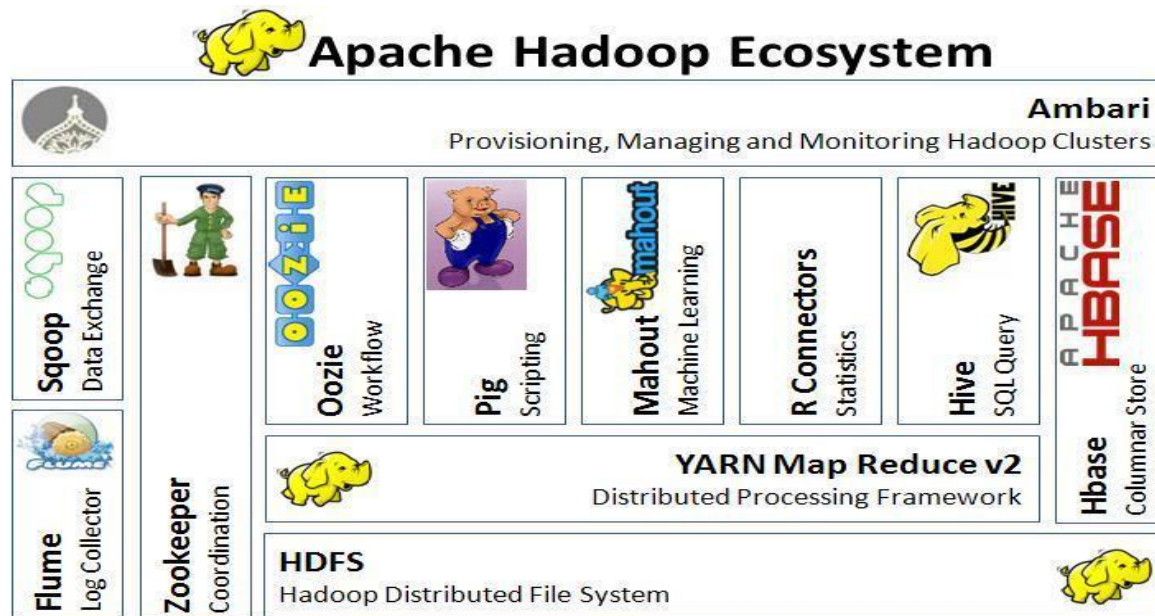 Apache Hadoop Ecosystem
Ambari
Provisioning, Managing and Monitoring Hadoop Clusters
sqoop
Sqoop
Data Exchange
FLUME
Flume
Log Collector
Zookeeper
Coordination
OOZIE
Oozie
Workflow
Pig
Scripting
mahout
Mahout
Machine Learning
R Connectors
Statistics
HIVE
Hive
SQL Query
APACHE
HBASE
Hbase
Columnar Store
YARN Map Reduce v2
Distributed Processing Framework
HDFS
Hadoop Distributed File System